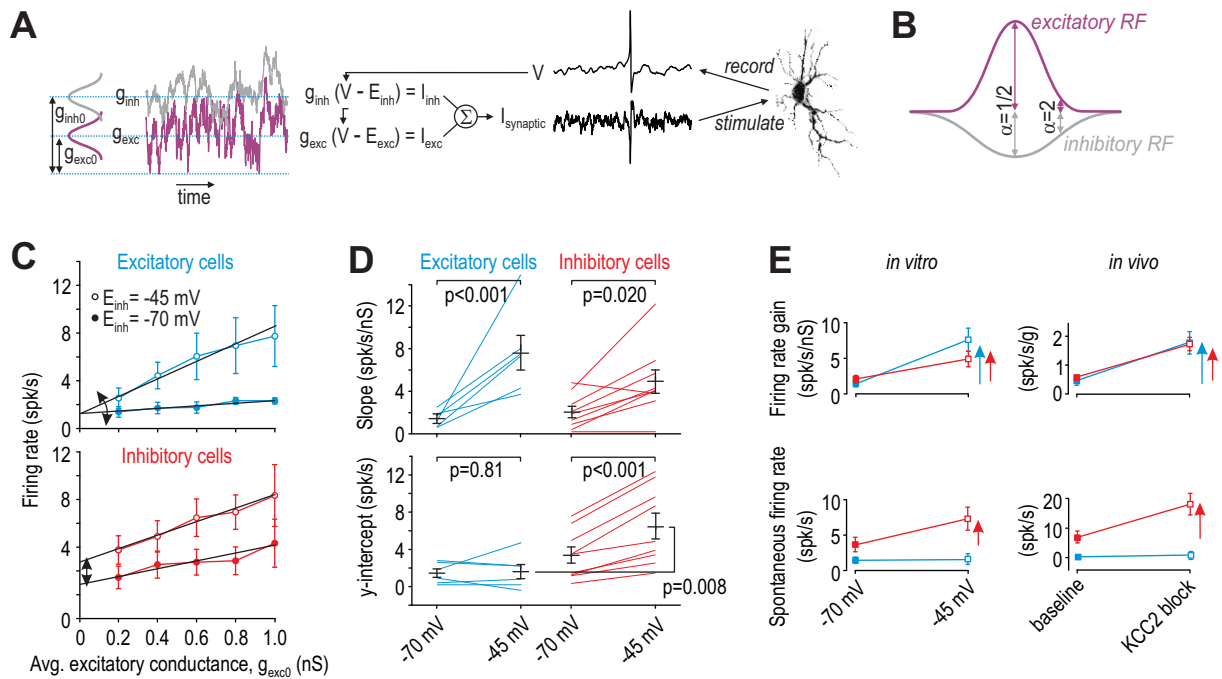 A
g_inh
g_inh0
g_exc
g_exc0
time
V
g_inh (V - E_inh) = I_inh
g_exc (V - E_exc) = I_exc
Σ
I_synaptic
record
stimulate
B
excitatory RF
α=1/2
α=2
inhibitory RF
C
Excitatory cells
E_inh = -45 mV
E_inh = -70 mV
12
8
4
0
Inhibitory cells
12
8
4
0
Firing rate (spk/s)
0 0.2 0.4 0.6 0.8 1.0
Avg. excitatory conductance, g_exc0 (nS)
D
Excitatory cells
Inhibitory cells
p<0.001
p=0.020
12
8
4
0
Slope (spk/s/nS)
p=0.81
p<0.001
12
8
4
0
y-intercept (spk/s)
p=0.008
-70 mV
-45 mV
-70 mV
-45 mV
E
in vitro
in vivo
Firing rate gain
(spk/s/nS)
10
5
0
(spk/s/g)
2
1
0
Spontaneous firing rate
(spk/s)
10
5
0
(spk/s)
20
10
0
-70 mV
-45 mV
baseline
KCC2 block